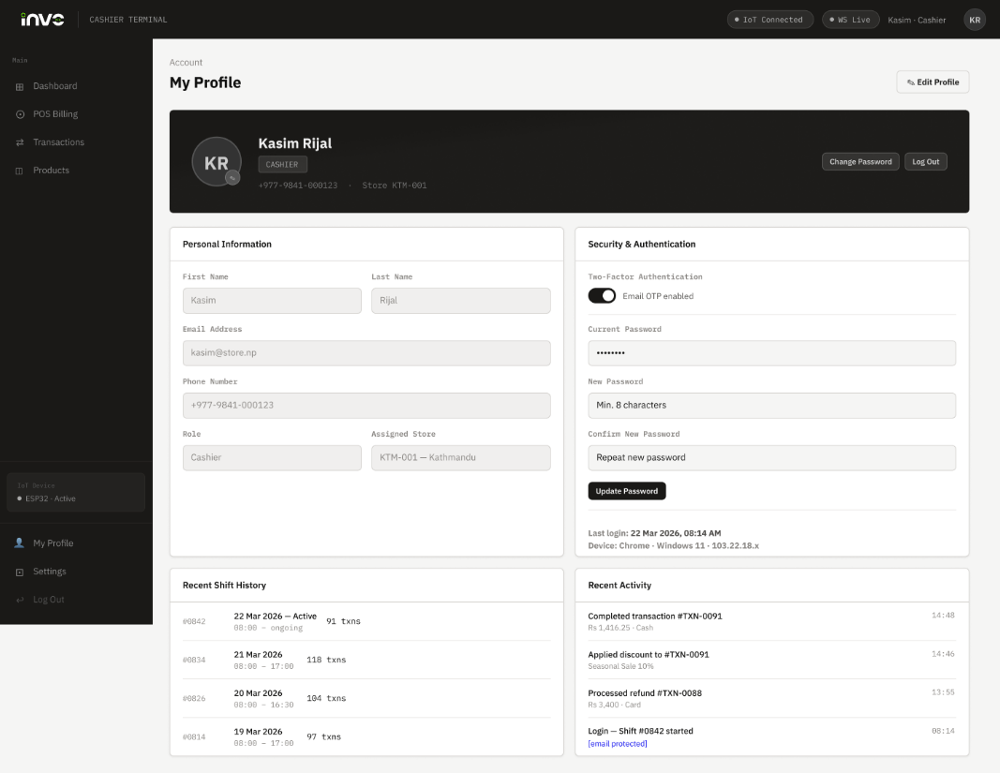 invo
CASHIER TERMINAL
IoT Connected
WS Live
Kasim · Cashier
KR
Main
Dashboard
POS Billing
Transactions
Products
IoT Device
ESP32 · Active
My Profile
Settings
Log Out
Account
My Profile
✎ Edit Profile
KR
Kasim Rijal
CASHIER
+977-9841-000123 · Store KTM-001
Change Password
Log Out
Personal Information
First Name
Last Name
Kasim
Rijal
Email Address
kasim@store.np
Phone Number
+977-9841-000123
Role
Assigned Store
Cashier
KTM-001 — Kathmandu
Security & Authentication
Two-Factor Authentication
Email OTP enabled
Current Password
••••••••
New Password
Min. 8 characters
Confirm New Password
Repeat new password
Update Password
Last login: 22 Mar 2026, 08:14 AM
Device: Chrome · Windows 11 · 103.22.18.x
Recent Shift History
#0842
22 Mar 2026 — Active
08:00 – ongoing
91 txns
#0834
21 Mar 2026
08:00 – 17:00
118 txns
#0826
20 Mar 2026
08:00 – 16:30
104 txns
#0814
19 Mar 2026
08:00 – 17:00
97 txns
Recent Activity
Completed transaction #TXN-0091
Rs 1,416.25 · Cash
14:48
Applied discount to #TXN-0091
Seasonal Sale 10%
14:46
Processed refund #TXN-0088
Rs 3,400 · Card
13:55
Login — Shift #0842 started
[email protected]
08:14